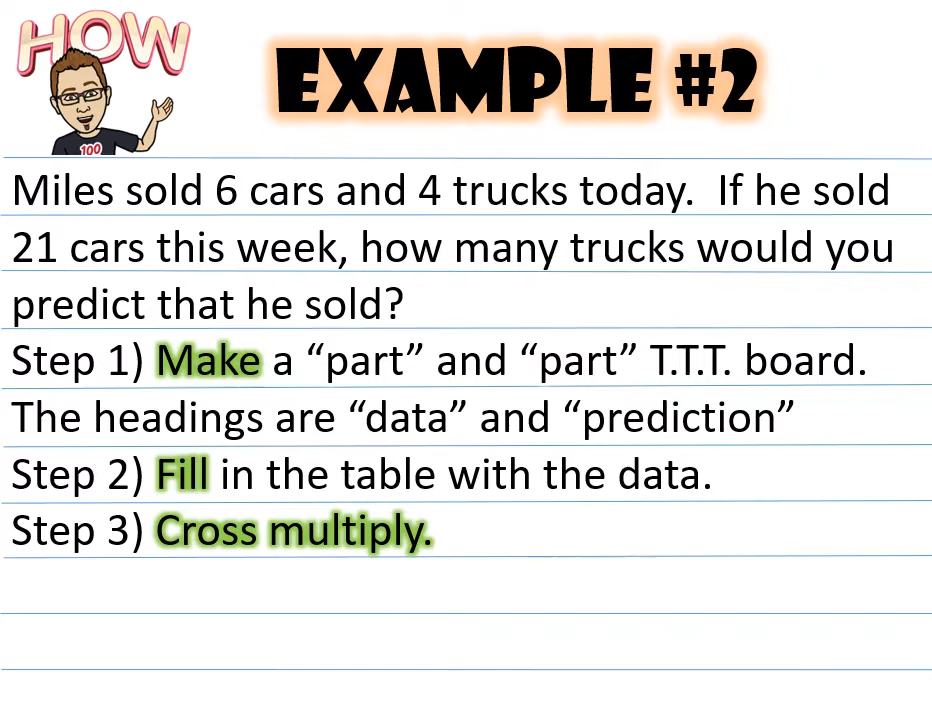 HOW
EXAMPLE #2
100
Miles sold 6 cars and 4 trucks today.  If he sold
21 cars this week, how many trucks would you
predict that he sold?
Step 1) Make a “part” and “part” T.T.T. board.
The headings are “data” and “prediction”
Step 2) Fill in the table with the data.
Step 3) Cross multiply.